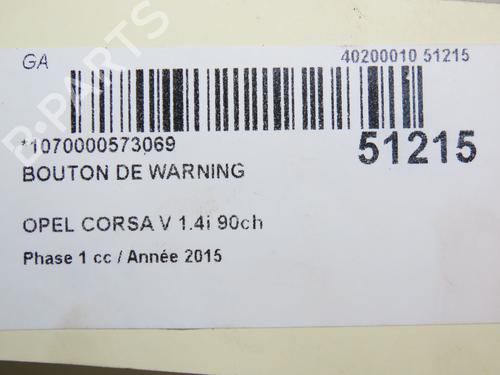 GA
40200010 51215
*1070000573069
51215
BOUTON DE WARNING
OPEL CORSA V 1.4i 90ch
Phase 1 cc / Année 2015
B-PARTS